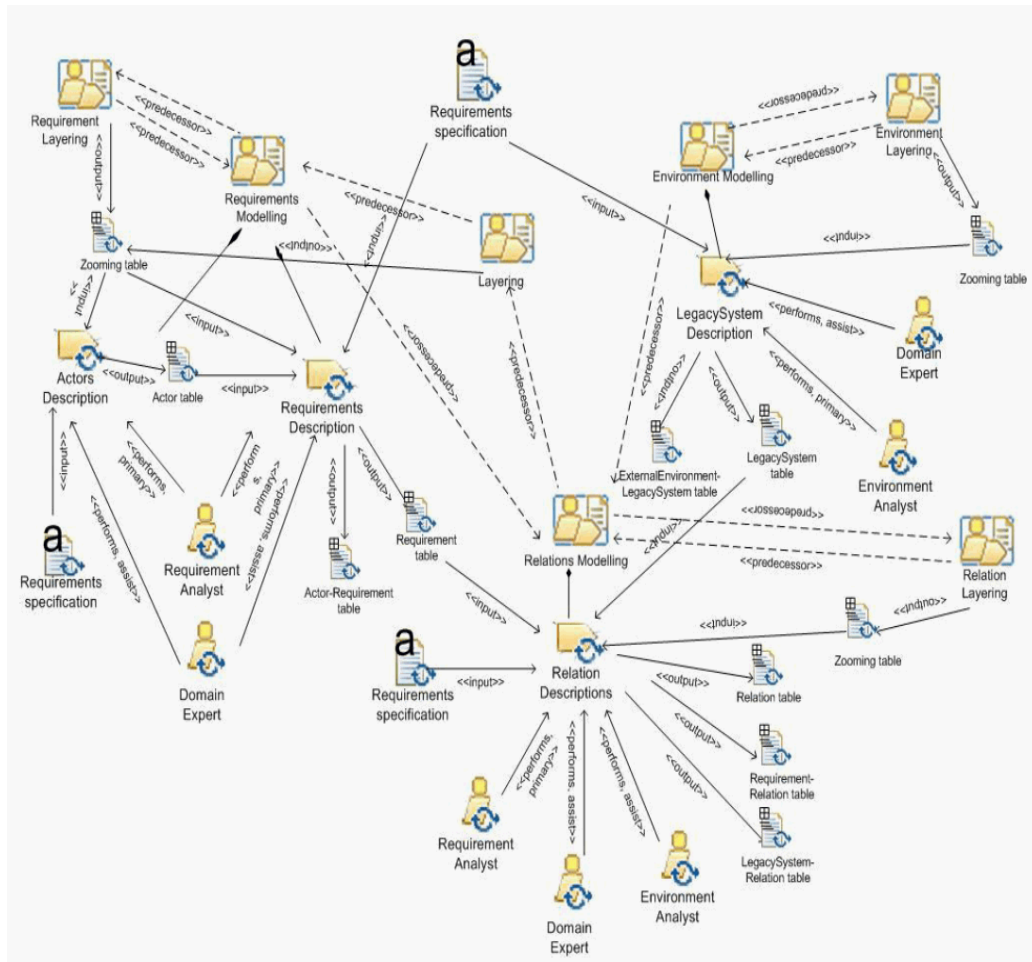 a
Requirements
specification
Requirement
Layering
<<predecessor>>
<<predecessor>>
Requirements
Modelling
<<output>>
Zooming table
<<predecessor>>
Layering
<<output>>
<<input>>
<<input>>
Environment Modelling
<<predecessor>>
<<predecessor>>
Environment
Layering
<<output>>
Zooming table
<<input>>
LegacySystem
Description
<<performs, assist>>
Domain
Expert
<<performs, primary>>
Environment
Analyst
<<output>>
<<output>>
ExternalEnvironment-
LegacySystem table
LegacySystem
table
<<predecessor>>
<<predecessor>>
<<predecessor>>
<<input
>>
<<input>>
Actors
Description
<<output>>
Actor table
<<input>>
Requirements
Description
<<input>>
a
Requirements
specification
<<performs,
primary>>
<<performs, assist>>
<<perform
s, primary>>
<<performs, assist>>
Requirement
Analyst
Domain
Expert
<<output>>
<<output>>
Actor-Requirement
table
Requirement
table
<<input>>
<<input>>
Relations Modelling
<<predecessor>>
<<predecessor>>
Relation
Layering
<<output>>
Zooming table
<<input>>
Relation
Descriptions
a
Requirements
specification
<<input>>
<<output>>
Relation table
<<output>>
Requirement-
Relation table
<<output>>
LegacySystem-
Relation table
<<performs,
primary>>
<<performs, assist>>
<<performs, assist>>
Requirement
Analyst
Domain
Expert
Environment
Analyst